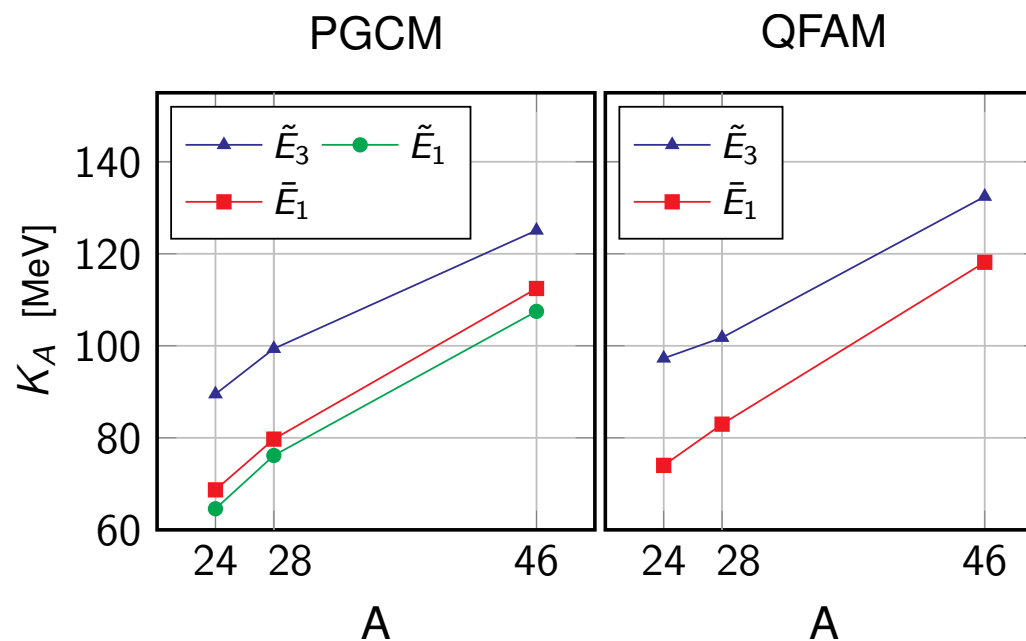 PGCM QFAM
Ẽ₃ Ẽ₁ Ẽ₃
Ē₁ Ē₁
140
120
100
80
60
K_A [MeV]
24 28 46 24 28 46
A A